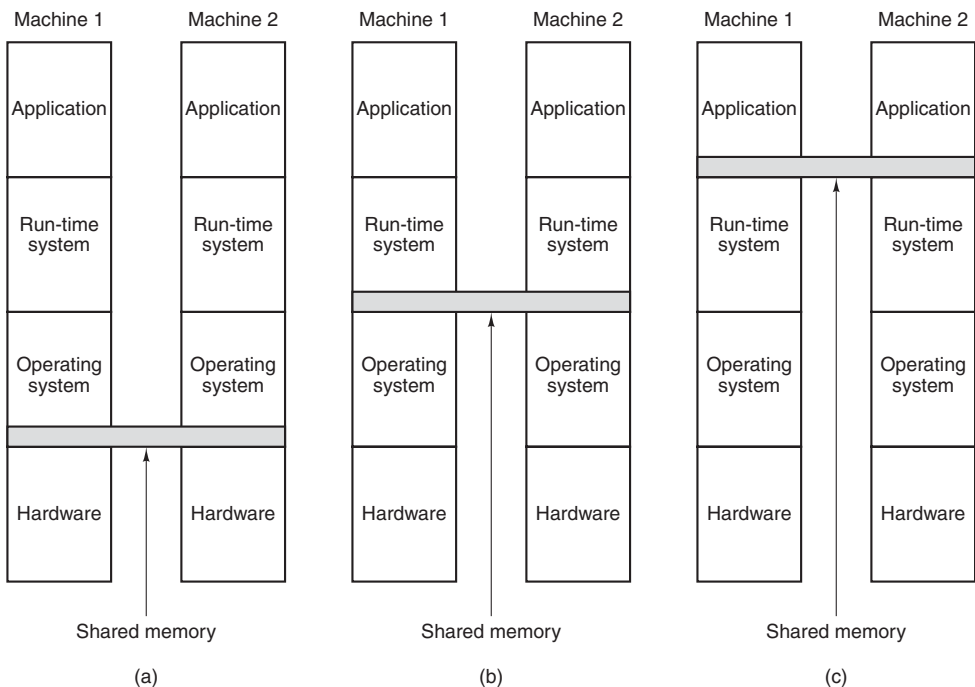 Machine 1 Machine 2 Machine 1 Machine 2 Machine 1 Machine 2
Application Application Application Application Application Application
Run-time Run-time Run-time Run-time Run-time Run-time
system system system system system system
Operating Operating Operating Operating Operating Operating
system system system system system system
Hardware Hardware Hardware Hardware Hardware Hardware
Shared memory Shared memory Shared memory
(a) (b) (c)